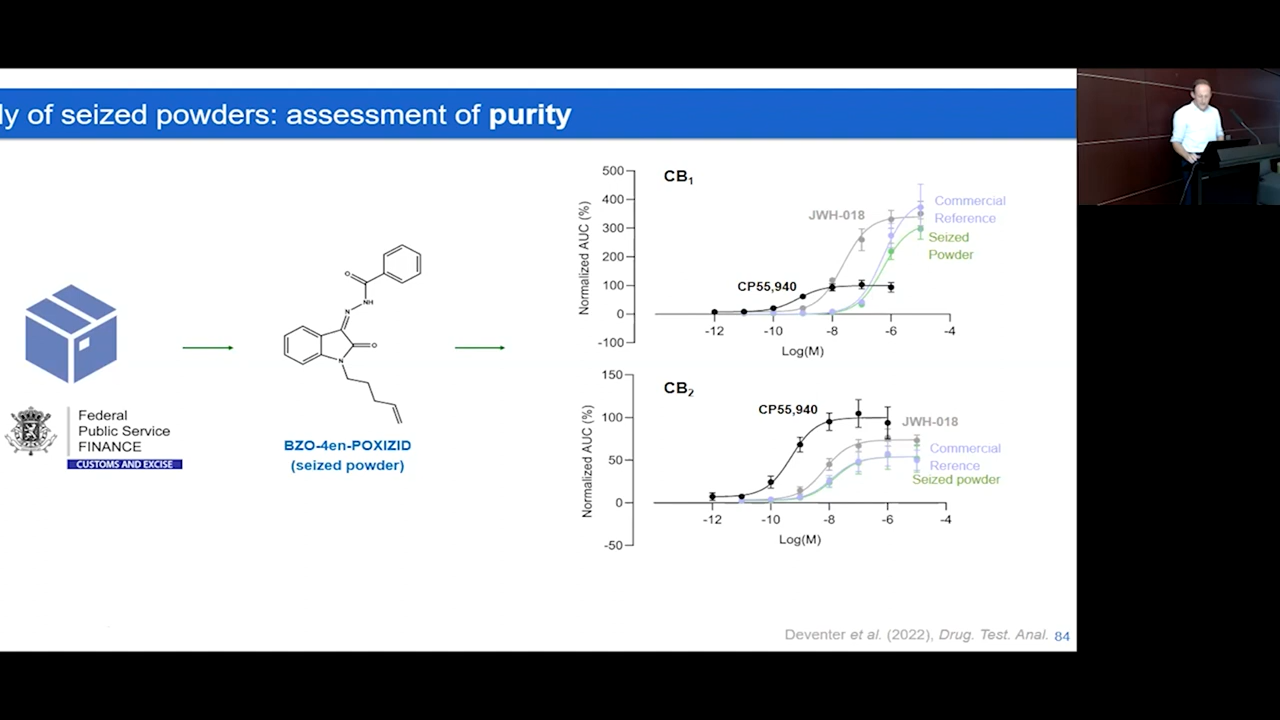 ly of seized powders: assessment of purity
Federal
Public Service
FINANCE
CUSTOMS AND EXCISE
O
NH
N
O
N
BZO-4en-POXIZID
(seized powder)
CB1
500
400
300
200
100
0
-100
Normalized AUC (%)
JWH-018
Commercial
Reference
Seized
Powder
CP55,940
-12 -10 -8 -6 -4
Log(M)
CB2
150
100
50
0
-50
Normalized AUC (%)
CP55,940
JWH-018
Commercial
Rerence
Seized powder
-12 -10 -8 -6 -4
Log(M)
Deventer et al. (2022), Drug. Test. Anal. 84